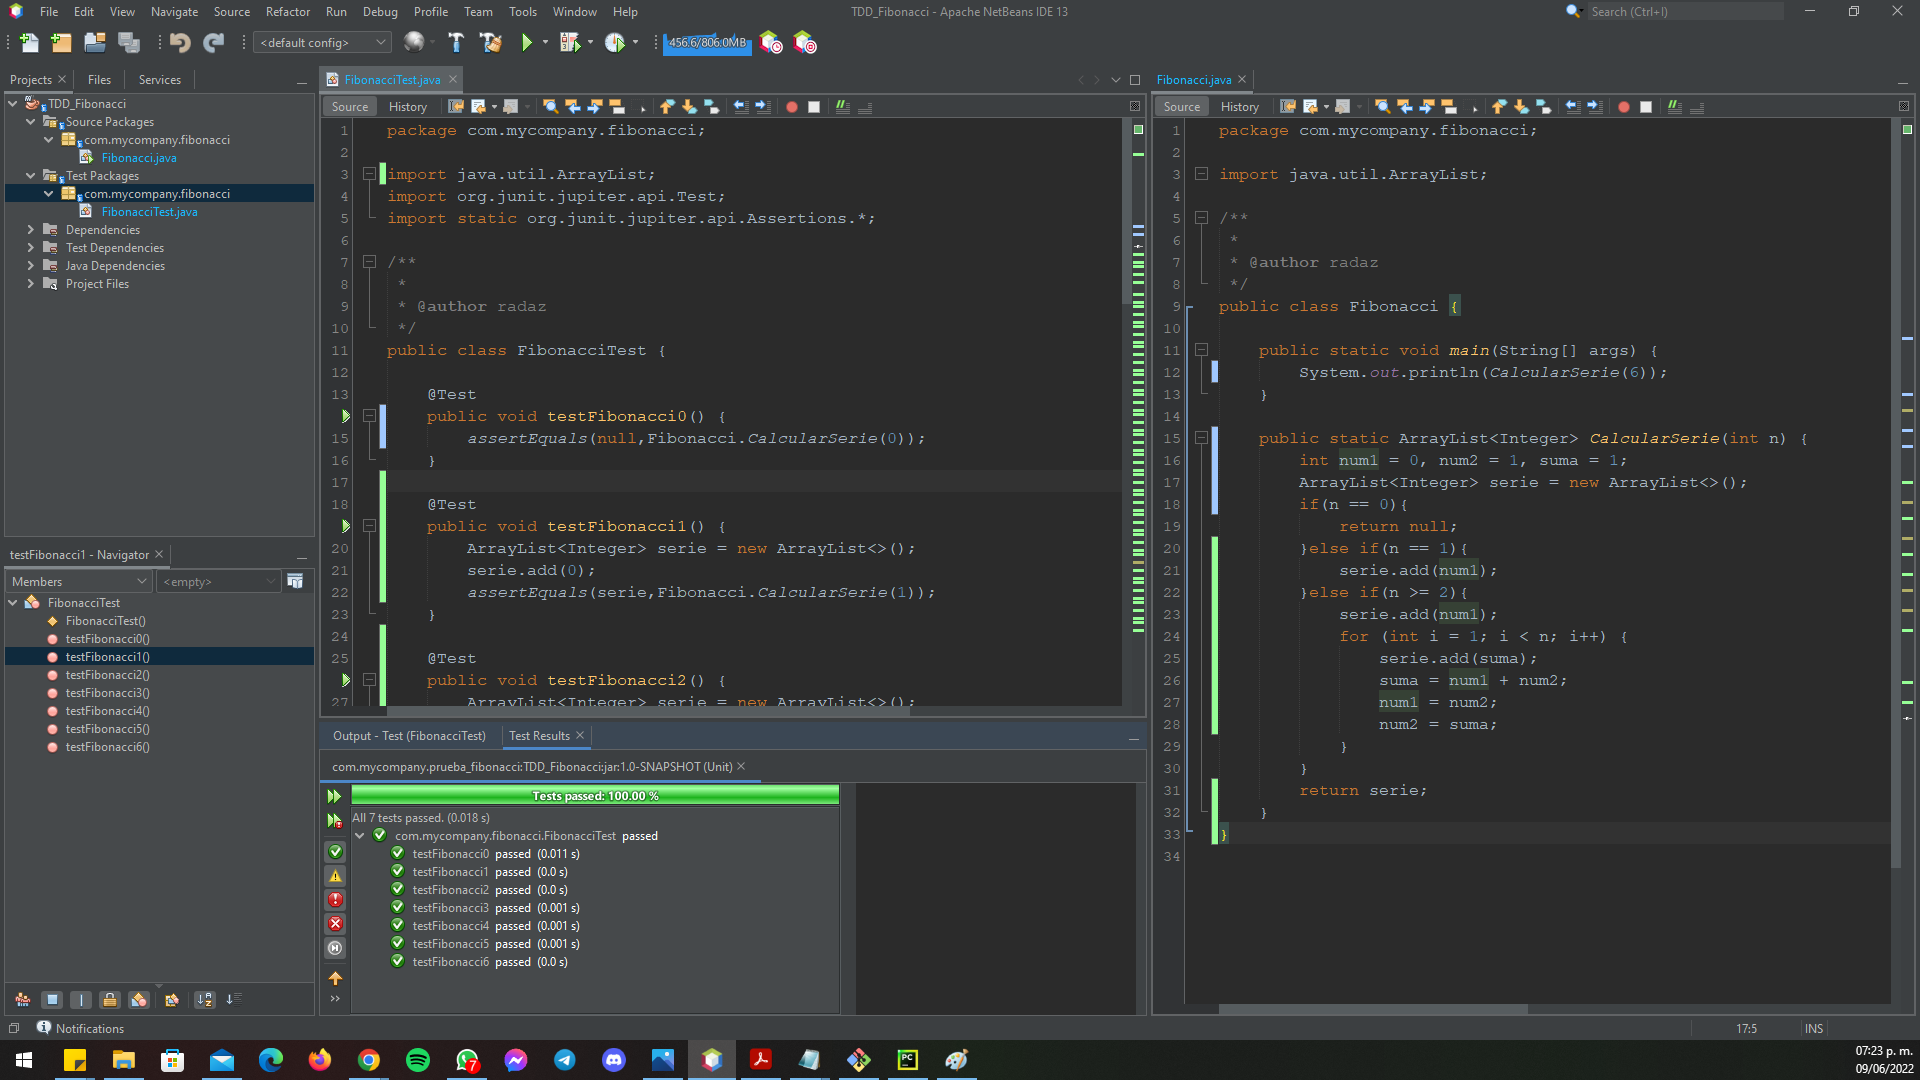 File Edit View Navigate Source Refactor Run Debug Profile Team Tools Window Help
TDD_Fibonacci - Apache NetBeans IDE 13
Search (Ctrl+I)
<default config>
456.6/806.0MB
Projects Files Services
TDD_Fibonacci
Source Packages
com.mycompany.fibonacci
Fibonacci.java
Test Packages
com.mycompany.fibonacci
FibonacciTest.java
Dependencies
Test Dependencies
Java Dependencies
Project Files
testFibonacci1 - Navigator
Members <empty>
FibonacciTest
FibonacciTest()
testFibonacci0()
testFibonacci1()
testFibonacci2()
testFibonacci3()
testFibonacci4()
testFibonacci5()
testFibonacci6()
FibonacciTest.java
Source History
1 package com.mycompany.fibonacci;
2
3 import java.util.ArrayList;
4 import org.junit.jupiter.api.Test;
5 import static org.junit.jupiter.api.Assertions.*;
6
7 /**
8 *
9 * @author radaz
10 */
11 public class FibonacciTest {
12
13 @Test
public void testFibonacci0() {
15 assertEquals(null,Fibonacci.CalcularSerie(0));
16 }
17
18 @Test
public void testFibonacci1() {
20 ArrayList<Integer> serie = new ArrayList<>();
21 serie.add(0);
22 assertEquals(serie,Fibonacci.CalcularSerie(1));
23 }
24
25 @Test
public void testFibonacci2() {
27 ArrayList<Integer> serie = new ArrayList<>();
Output - Test (FibonacciTest) Test Results
com.mycompany.prueba_fibonacci:TDD_Fibonacci:jar:1.0-SNAPSHOT (Unit)
Tests passed: 100.00 %
All 7 tests passed. (0.018 s)
com.mycompany.fibonacci.FibonacciTest passed
testFibonacci0 passed (0.011 s)
testFibonacci1 passed (0.0 s)
testFibonacci2 passed (0.0 s)
testFibonacci3 passed (0.001 s)
testFibonacci4 passed (0.001 s)
testFibonacci5 passed (0.001 s)
testFibonacci6 passed (0.0 s)
Fibonacci.java
Source History
1 package com.mycompany.fibonacci;
2
3 import java.util.ArrayList;
4
5 /**
6 *
7 * @author radaz
8 */
9 public class Fibonacci {
10
11 public static void main(String[] args) {
12 System.out.println(CalcularSerie(6));
13 }
14
15 public static ArrayList<Integer> CalcularSerie(int n) {
16 int num1 = 0, num2 = 1, suma = 1;
17 ArrayList<Integer> serie = new ArrayList<>();
18 if(n == 0){
19 return null;
20 }else if(n == 1){
21 serie.add(num1);
22 }else if(n >= 2){
23 serie.add(num1);
24 for (int i = 1; i < n; i++) {
25 serie.add(suma);
26 suma = num1 + num2;
27 num1 = num2;
28 num2 = suma;
29 }
30 }
31 return serie;
32 }
33 }
34
Notifications
17:5 INS
7
PC
07:23 p. m.
09/06/2022